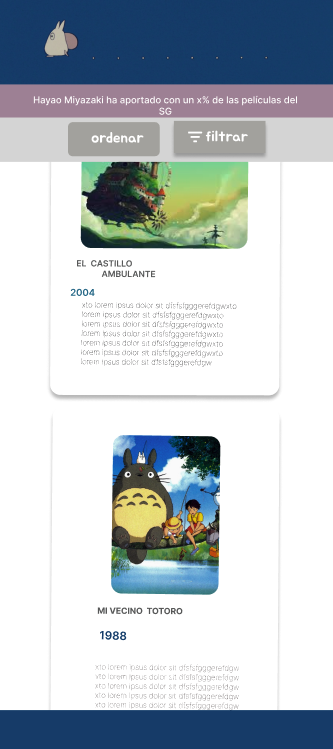 Hayao Miyazaki ha aportado con un x% de las películas del
SG
ordenar
filtrar
EL CASTILLO
AMBULANTE
2004
xto lorem ipsus dolor sit dfsfsfgggerefdgwxto
lorem ipsus dolor sit dfsfsfgggerefdgwxto
lorem ipsus dolor sit dfsfsfgggerefdgw
lorem ipsus dolor sit dfsfsfgggerefdgw
lorem ipsus dolor sit dfsfsfgggerefdgw
lorem ipsus dolor sit dfsfsfgggerefdgw
lorem ipsus dolor sit dfsfsfgggerefdgw
MI VECINO TOTORO
1988
xto lorem ipsus dolor sit dfsfsfgggerefdgw
xto lorem ipsus dolor sit dfsfsfgggerefdgw
xto lorem ipsus dolor sit dfsfsfgggerefdgw
xto lorem ipsus dolor sit dfsfsfgggerefdgw
xto lorem ipsus dolor sit dfsfsfgggerefdgw